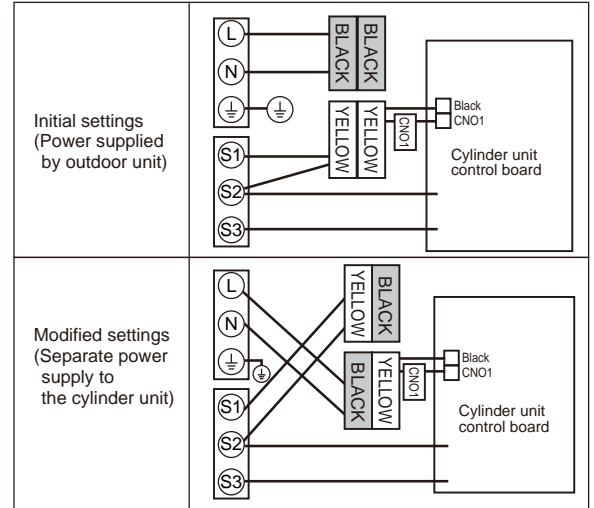 Initial settings
(Power supplied
by outdoor unit)
L
N
S1
S2
S3
BLACK
BLACK
YELLOW
YELLOW
CNO1
Black
CNO1
Cylinder unit
control board
Modified settings
(Separate power
supply to
the cylinder unit)
L
N
S1
S2
S3
YELLOW
BLACK
BLACK
YELLOW
CNO1
Black
CNO1
Cylinder unit
control board